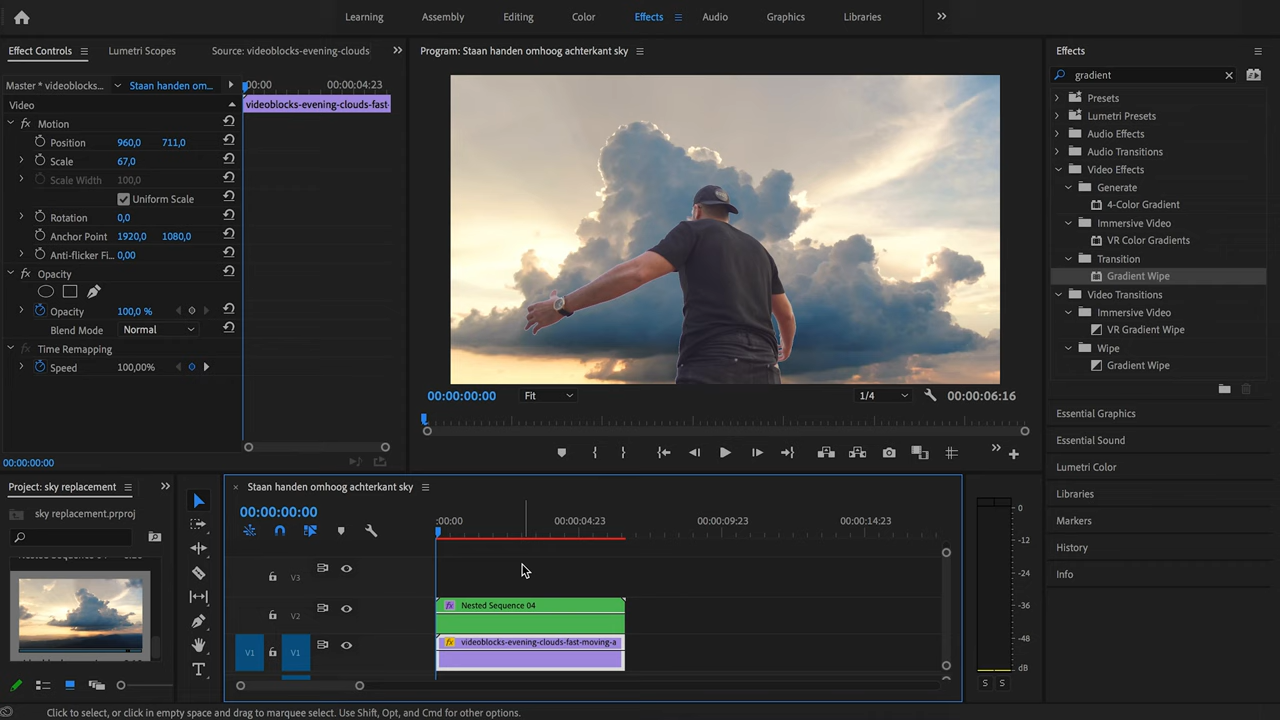 Learning Assembly Editing Color Effects Audio Graphics Libraries
Effect Controls Lumetri Scopes Source: videoblocks-evening-clouds Program: Staan handen omhoog achterkant sky Effects
Master * videoblocks... Staan handen om... :00:00 00:00:04:23
Video videoblocks-evening-clouds-fast-
Motion
Position 960,0 711,0
Scale 67,0
Scale Width 100,0
Uniform Scale
Rotation 0,0
Anchor Point 1920,0 1080,0
Anti-flicker Fi... 0,00
Opacity
Opacity 100,0 %
Blend Mode Normal
Time Remapping
Speed 100,00%
00:00:00:00
00:00:00:00 Fit 1/4 00:00:06:16
gradient
Presets
Lumetri Presets
Audio Effects
Audio Transitions
Video Effects
Generate
4-Color Gradient
Immersive Video
VR Color Gradients
Transition
Gradient Wipe
Video Transitions
Immersive Video
VR Gradient Wipe
Wipe
Gradient Wipe
Essential Graphics
Essential Sound
Lumetri Color
Libraries
Markers
History
Info
Project: sky replacement
sky replacement.prproj
Staan handen omhoog achterkant sky
00:00:00:00
:00:00 00:00:04:23 00:00:09:23 00:00:14:23
V3
V2 fx Nested Sequence 04
V1 V1 fx videoblocks-evening-clouds-fast-moving-a
0
-12
-24
-36
-48
dB
S S
Click to select, or click in empty space and drag to marquee select. Use Shift, Opt, and Cmd for other options.